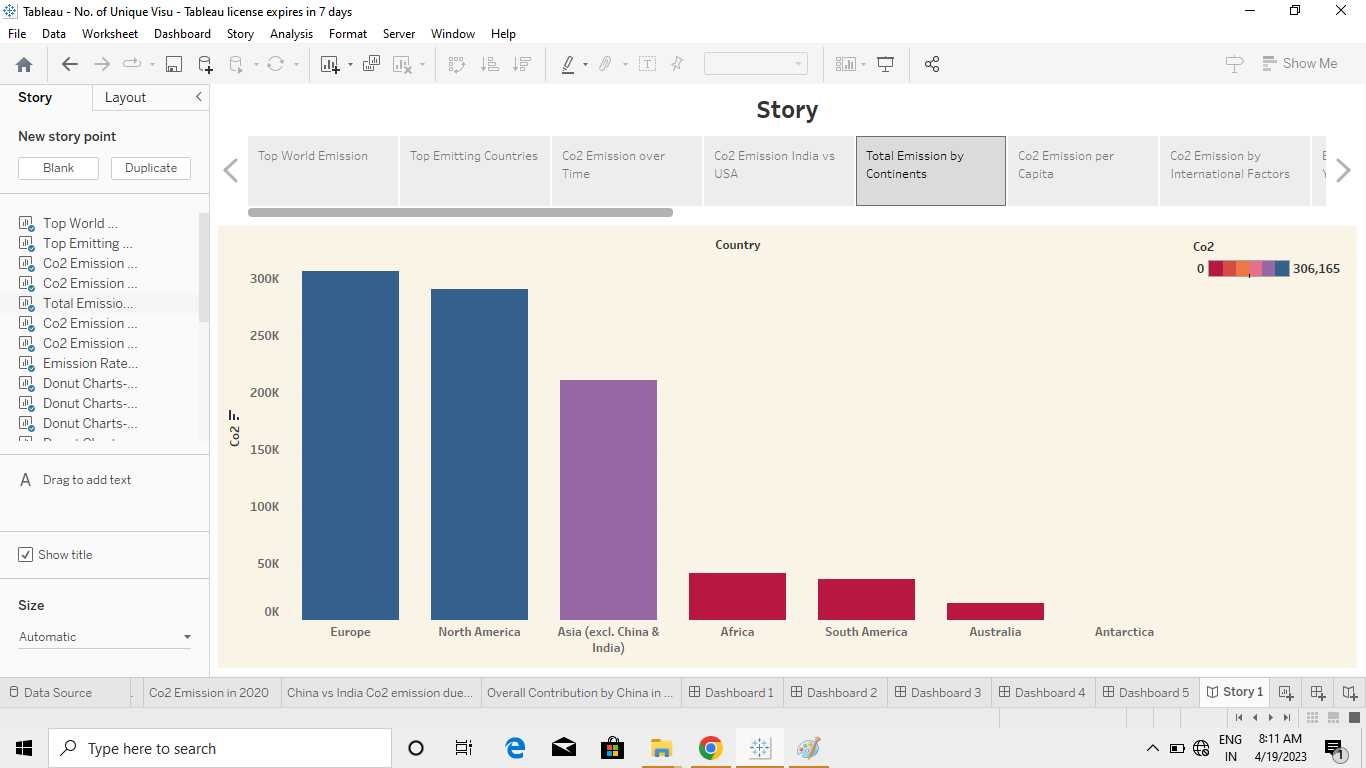 Tableau - No. of Unique Visu - Tableau license expires in 7 days
File Data Worksheet Dashboard Story Analysis Format Server Window Help
Show Me
Story Layout
New story point
Blank Duplicate
Top World ...
Top Emitting ...
Co2 Emission ...
Co2 Emission ...
Total Emissio...
Co2 Emission ...
Co2 Emission ...
Emission Rate...
Donut Charts-...
Donut Charts-...
Donut Charts-...
A Drag to add text
Show title
Size
Automatic
Story
Top World Emission
Top Emitting Countries
Co2 Emission over
Time
Co2 Emission India vs
USA
Total Emission by
Continents
Co2 Emission per
Capita
Co2 Emission by
International Factors
Country
Co2
0 306,165
300K
250K
200K
150K
100K
50K
0K
Co2
Europe
North America
Asia (excl. China &
India)
Africa
South America
Australia
Antarctica
Data Source Co2 Emission in 2020 China vs India Co2 emission due... Overall Contribution by China in ... Dashboard 1 Dashboard 2 Dashboard 3 Dashboard 4 Dashboard 5 Story 1
Type here to search
ENG
IN
8:11 AM
4/19/2023
1